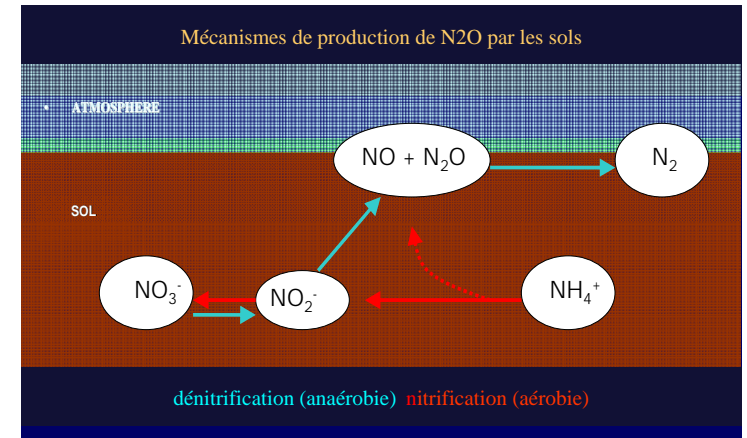 Mécanismes de production de N2O par les sols
• ATMOSPHERE
NO + N₂O
N₂
SOL
NO₃⁻
NO₂⁻
NH₄⁺
dénitrification (anaérobie) nitrification (aérobie)